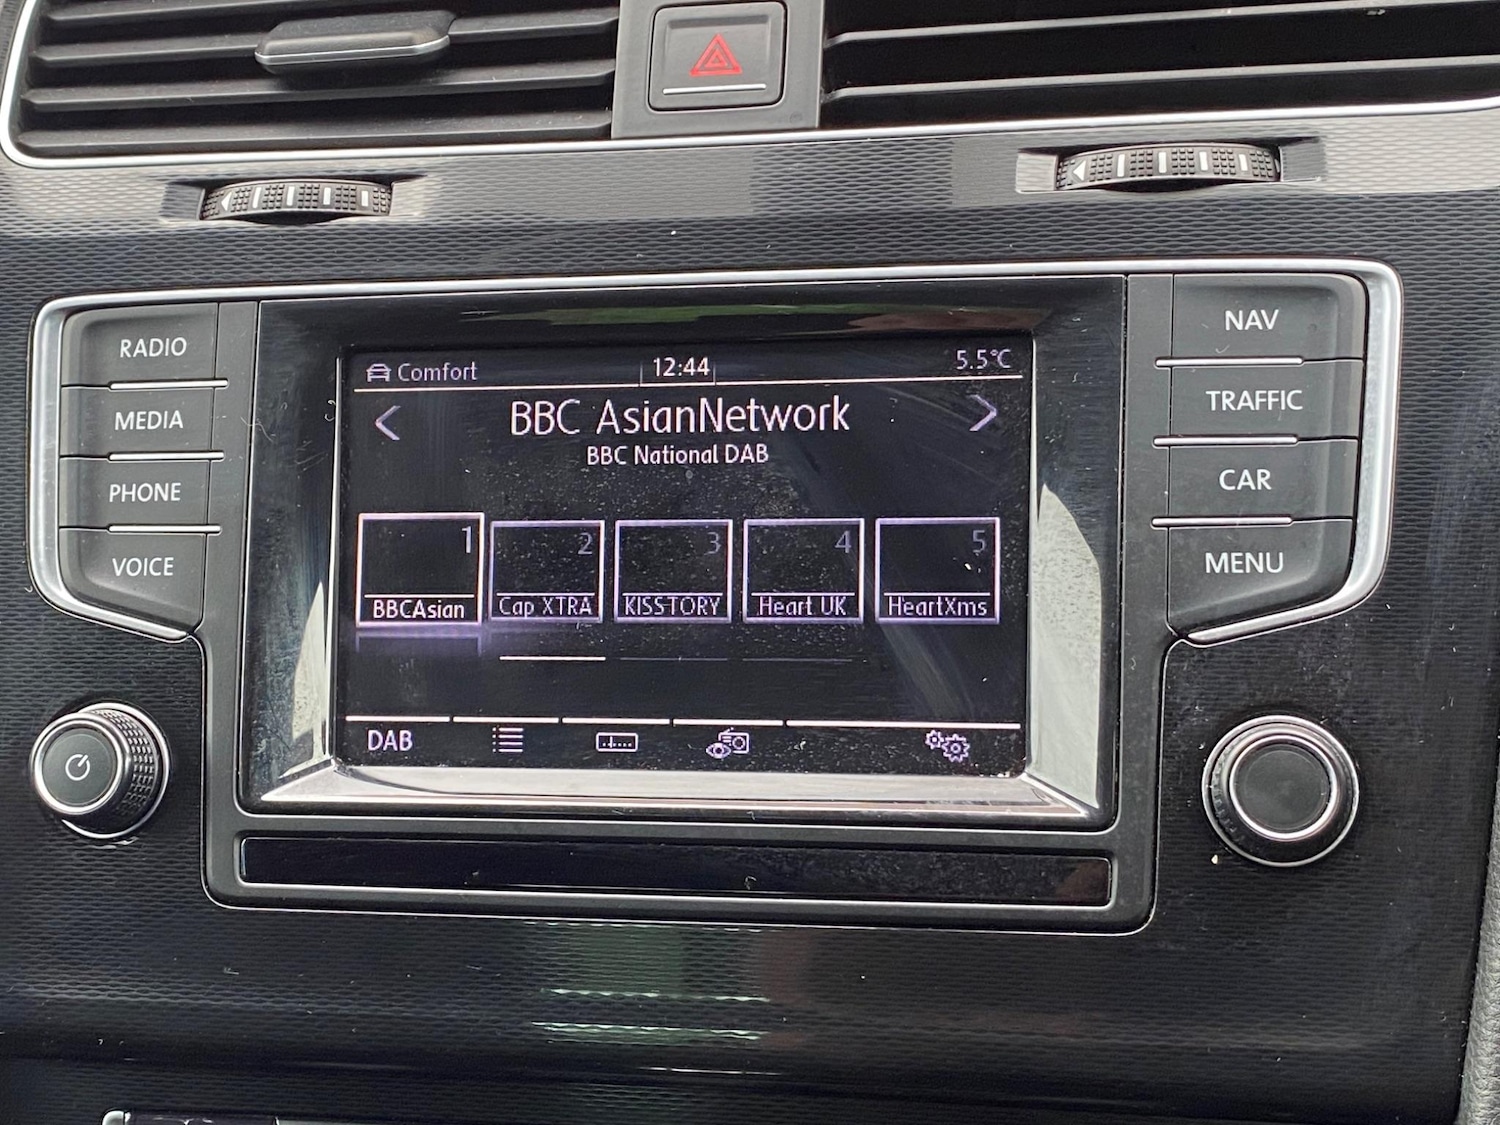 RADIO
MEDIA
PHONE
VOICE
Comfort 12:44 5.5°C
< BBC AsianNetwork >
BBC National DAB
1 2 3 4 5
BBCAsian Cap XTRA KISSTORY Heart UK HeartXms
DAB
NAV
TRAFFIC
CAR
MENU